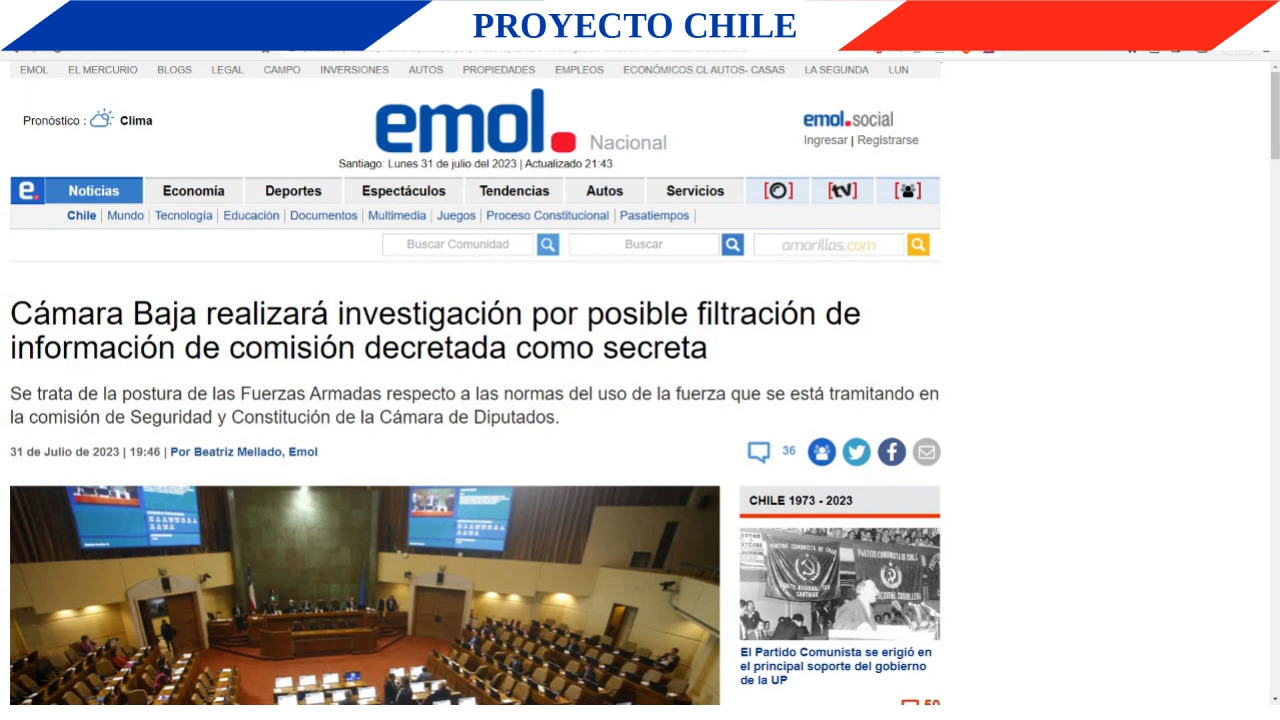 PROYECTO CHILE
EMOL EL MERCURIO BLOGS LEGAL CAMPO INVERSIONES AUTOS PROPIEDADES EMPLEOS ECONÓMICOS CL AUTOS- CASAS LA SEGUNDA LUN
Pronóstico : Clima
emol. Nacional
emol.social
Ingresar | Registrarse
Santiago: Lunes 31 de julio del 2023 | Actualizado 21:43
e. Noticias Economía Deportes Espectáculos Tendencias Autos Servicios [tv]
Chile | Mundo | Tecnología | Educación | Documentos | Multimedia | Juegos | Proceso Constitucional | Pasatiempos |
Buscar Comunidad Buscar amarillas.com
Cámara Baja realizará investigación por posible filtración de
información de comisión decretada como secreta
Se trata de la postura de las Fuerzas Armadas respecto a las normas del uso de la fuerza que se está tramitando en
la comisión de Seguridad y Constitución de la Cámara de Diputados.
31 de Julio de 2023 | 19:46 | Por Beatriz Mellado, Emol
36
CHILE 1973 - 2023
El Partido Comunista se erigió en
el principal soporte del gobierno
de la UP